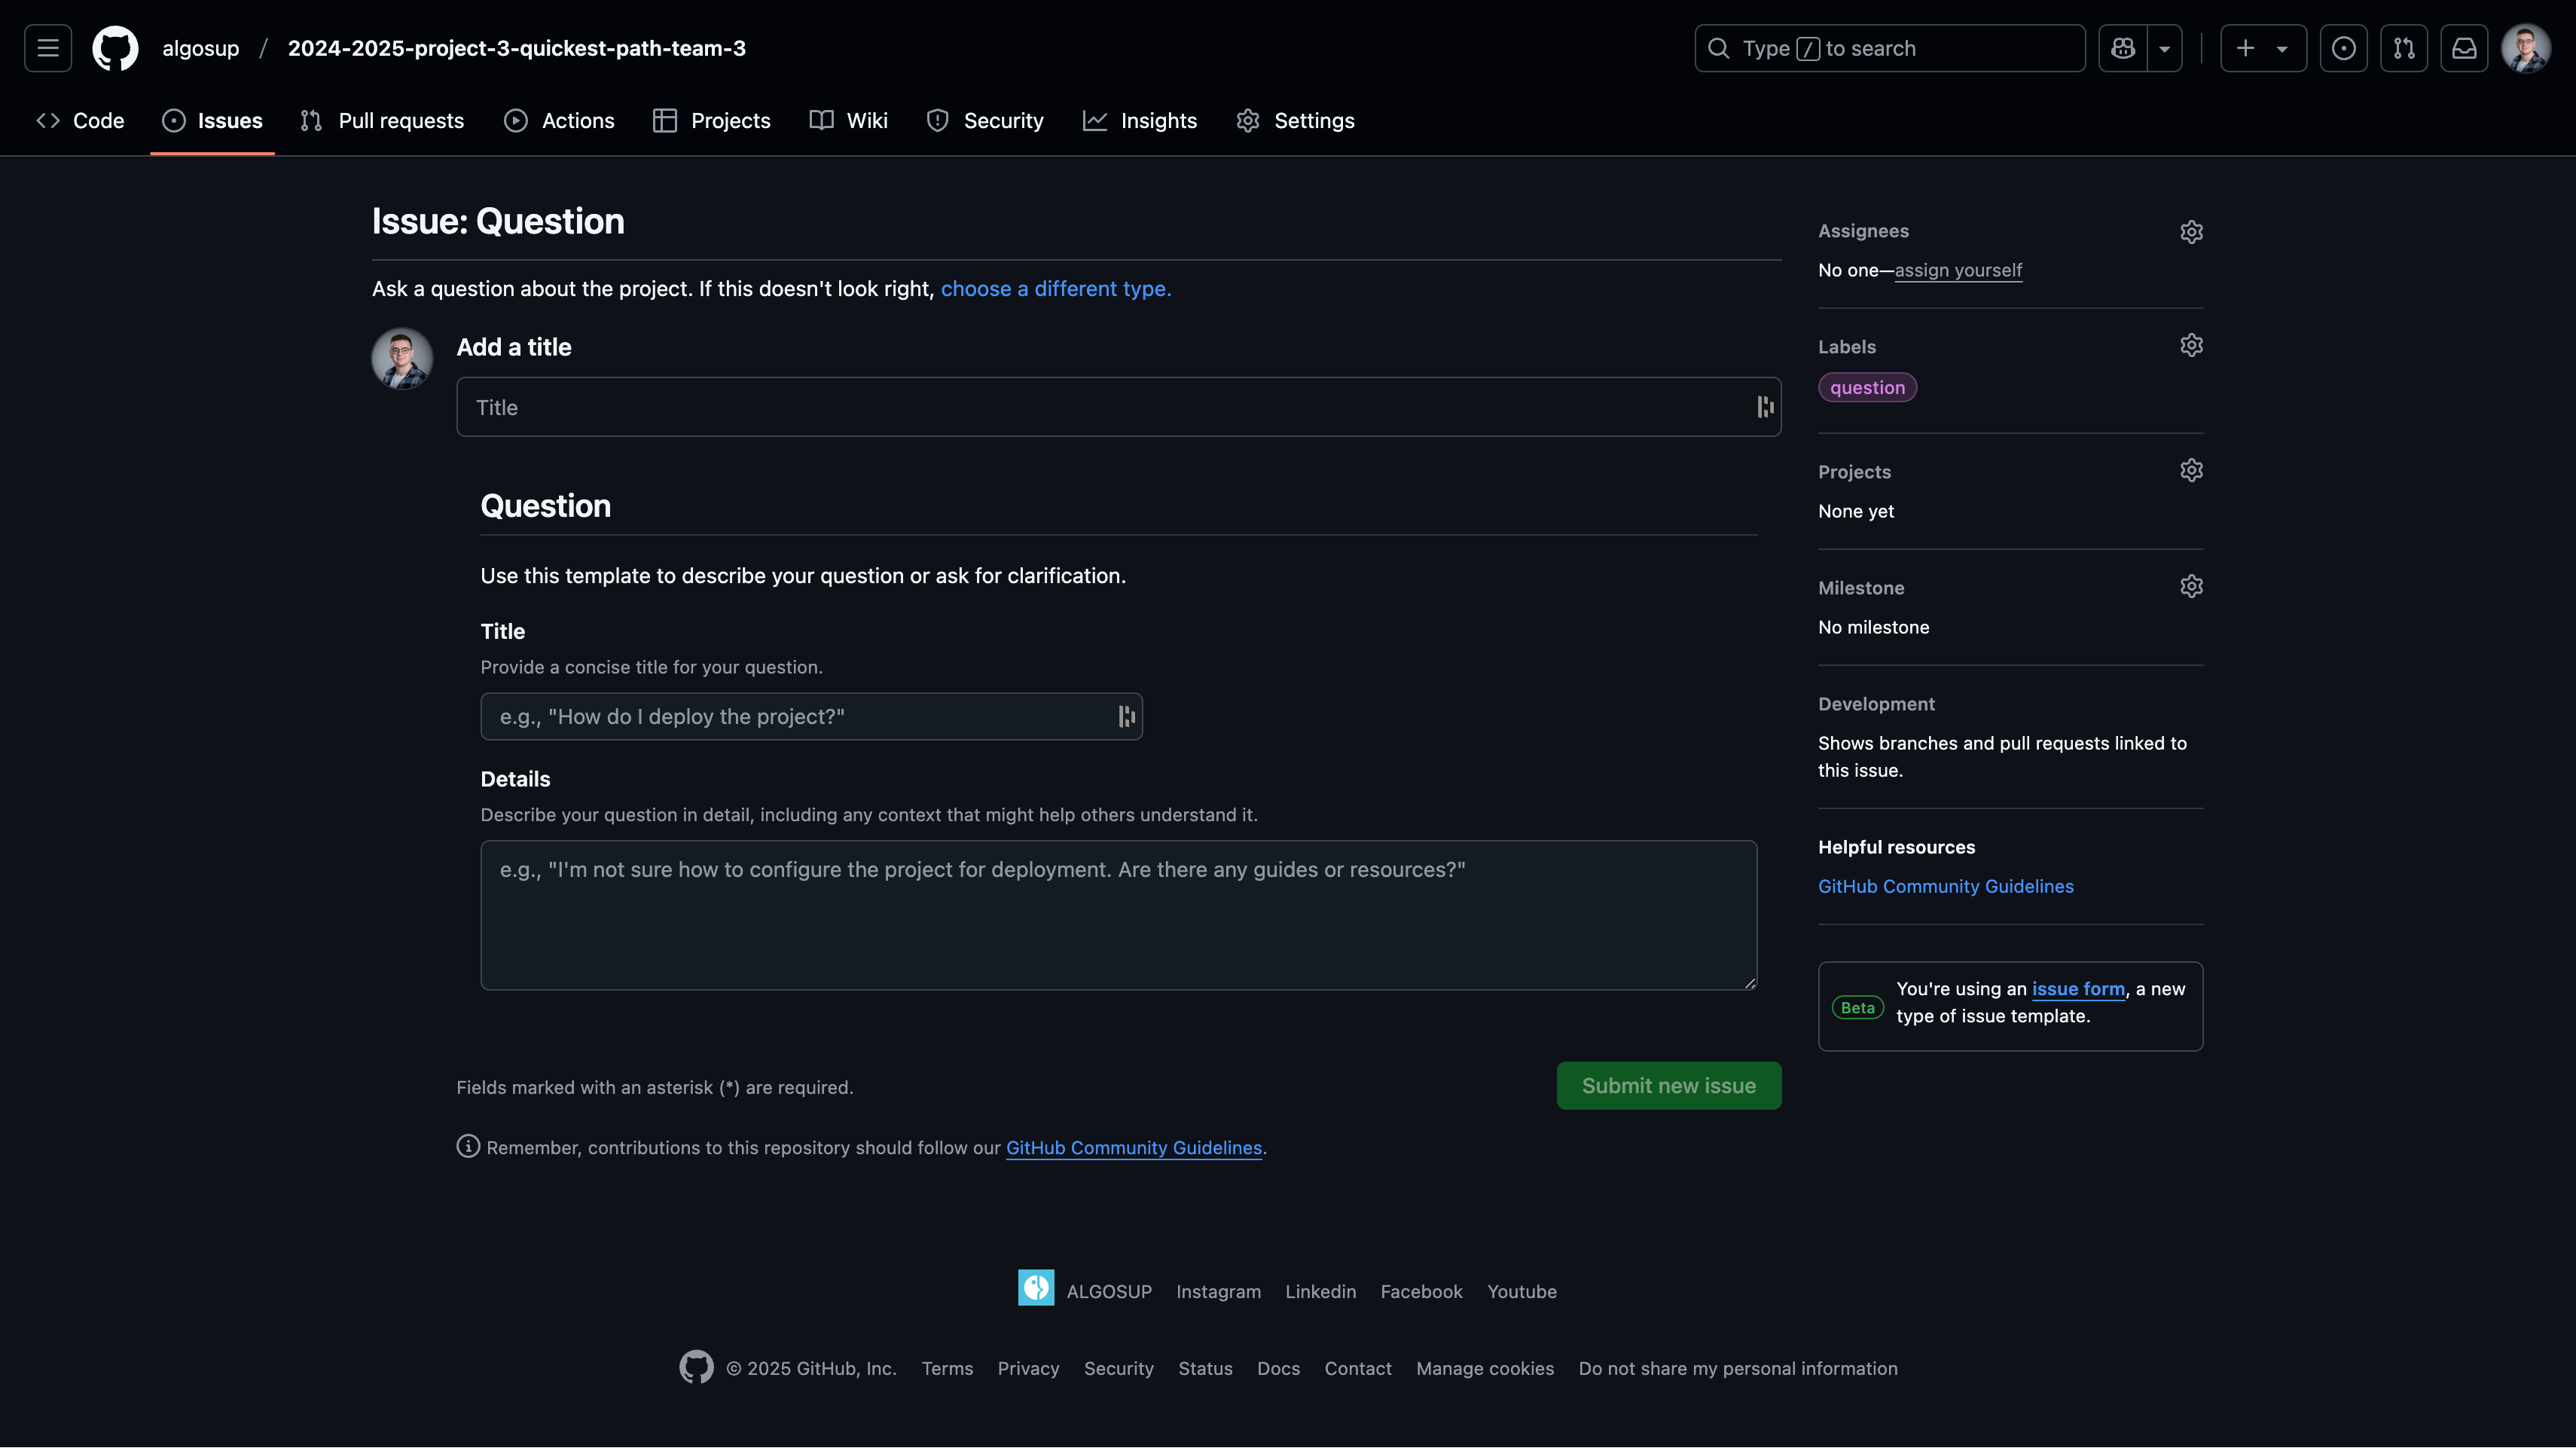 algosup / 2024-2025-project-3-quickest-path-team-3
Type / to search
Code Issues Pull requests Actions Projects Wiki Security Insights Settings
Issue: Question
Ask a question about the project. If this doesn't look right, choose a different type.
Add a title
Title
Question
Use this template to describe your question or ask for clarification.
Title
Provide a concise title for your question.
e.g., "How do I deploy the project?"
Details
Describe your question in detail, including any context that might help others understand it.
e.g., "I'm not sure how to configure the project for deployment. Are there any guides or resources?"
Fields marked with an asterisk (*) are required.
Submit new issue
Remember, contributions to this repository should follow our GitHub Community Guidelines.
Assignees
No one—assign yourself
Labels
question
Projects
None yet
Milestone
No milestone
Development
Shows branches and pull requests linked to
this issue.
Helpful resources
GitHub Community Guidelines
Beta
You're using an issue form, a new
type of issue template.
ALGOSUP Instagram Linkedin Facebook Youtube
© 2025 GitHub, Inc. Terms Privacy Security Status Docs Contact Manage cookies Do not share my personal information